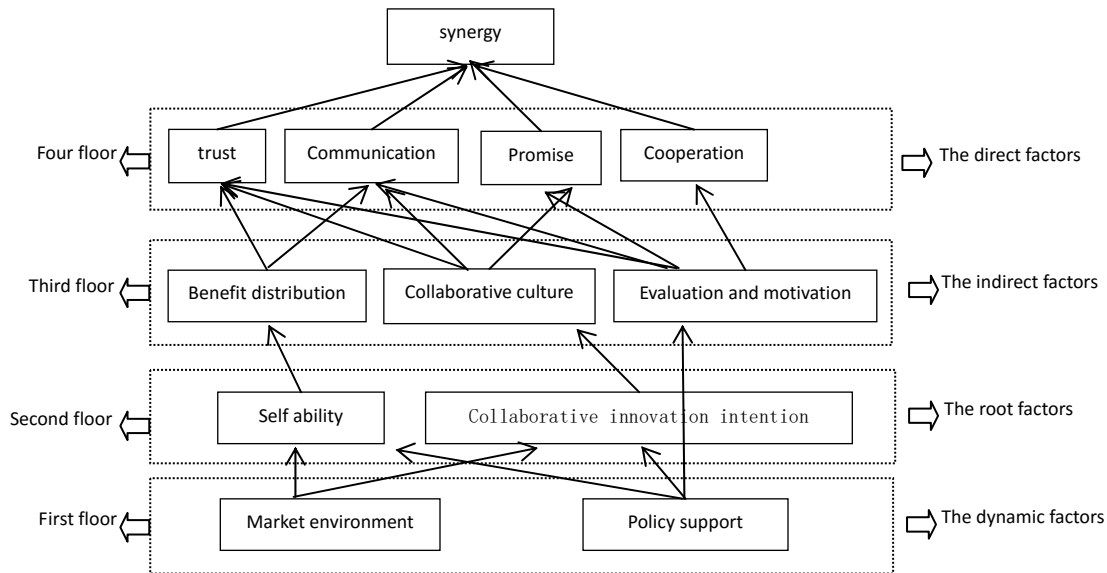 synergy
Four floor
trust
Communication
Promise
Cooperation
The direct factors
Third floor
Benefit distribution
Collaborative culture
Evaluation and motivation
The indirect factors
Second floor
Self ability
Collaborative innovation intention
The root factors
First floor
Market environment
Policy support
The dynamic factors